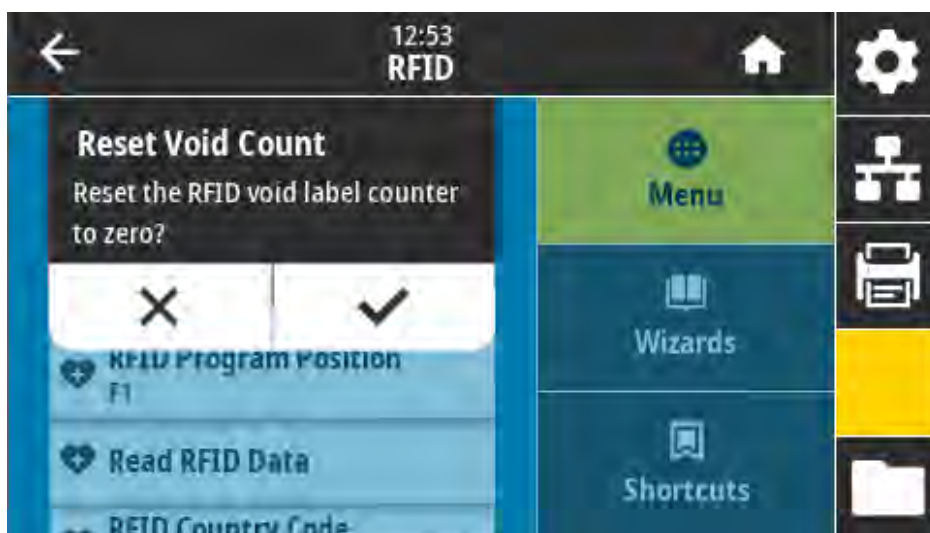 12:53
RFID
Reset Void Count
Reset the RFID void label counter
to zero?
RFID Program Position
F1
Read RFID Data
RFID Country Code
Menu
Wizards
Shortcuts